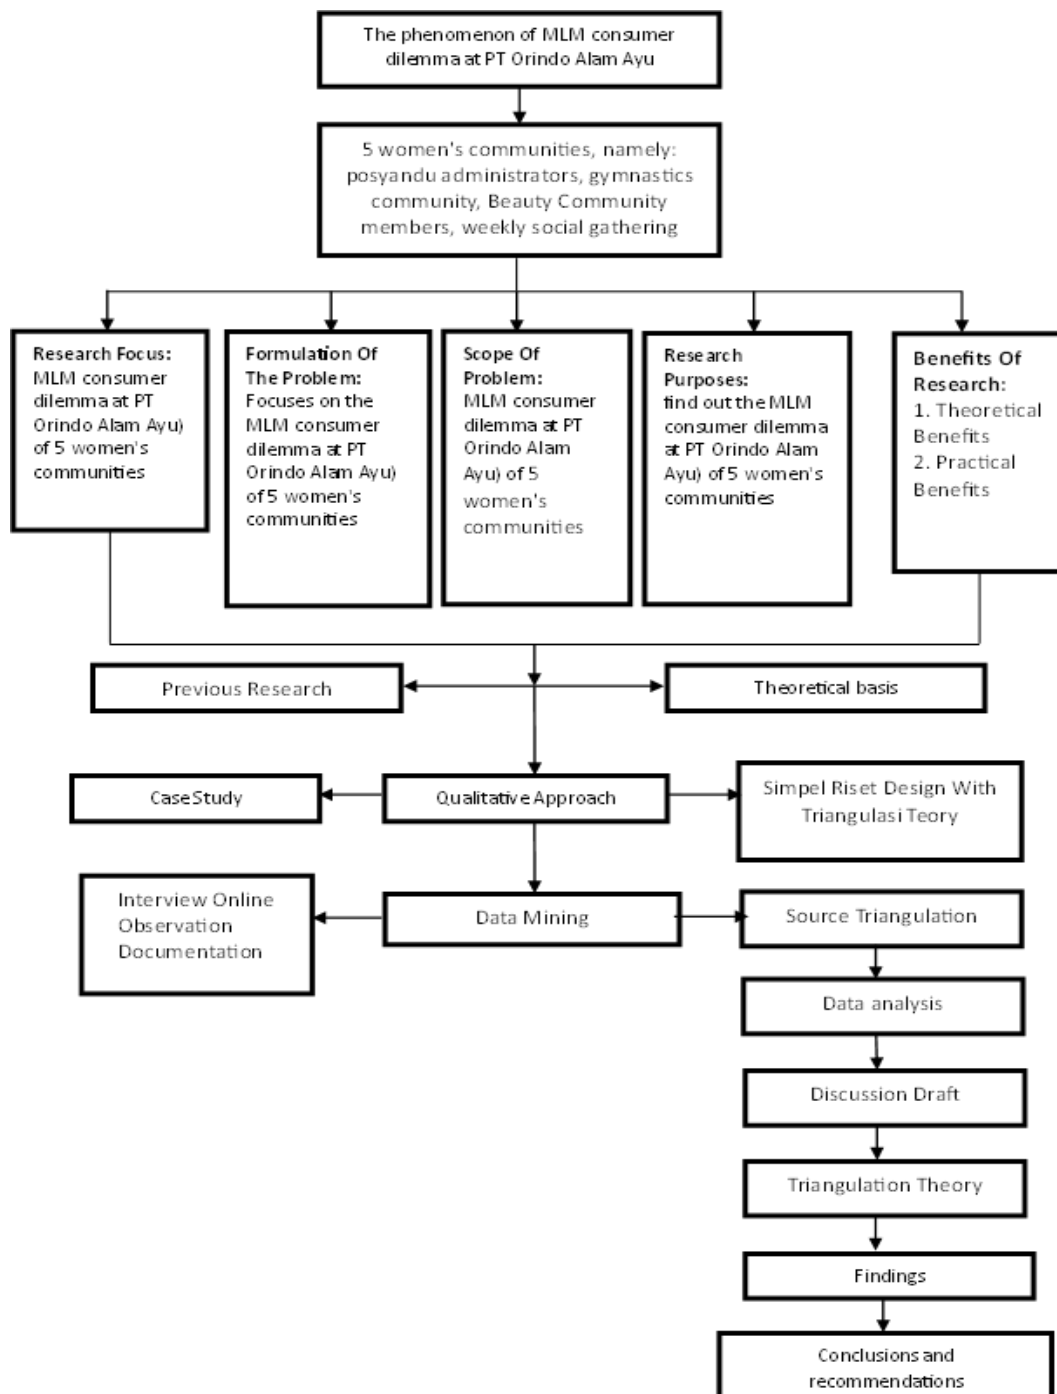 The phenomenon of MLM consumer
dilemma at PT Orindo Alam Ayu
5 women's communities, namely:
posyandu administrators, gymnastics
community, Beauty Community
members, weekly social gathering
Research Focus:
MLM consumer
dilemma at PT
Orindo Alam Ayu)
of 5 women's
communities
Formulation Of
The Problem:
Focuses on the
MLM consumer
dilemma at PT
Orindo Alam Ayu)
of 5 women's
communities
Scope Of
Problem:
MLM consumer
dilemma at PT
Orindo Alam
Ayu) of 5
women's
communities
Research
Purposes:
find out the MLM
consumer dilemma
at PT Orindo Alam
Ayu) of 5 women's
communities
Benefits Of
Research:
1. Theoretical
Benefits
2. Practical
Benefits
Previous Research
Theoretical basis
Case Study
Qualitative Approach
Simpel Riset Design With
Triangulasi Teory
Interview Online
Observation
Documentation
Data Mining
Source Triangulation
Data analysis
Discussion Draft
Triangulation Theory
Findings
Conclusions and
recommendations